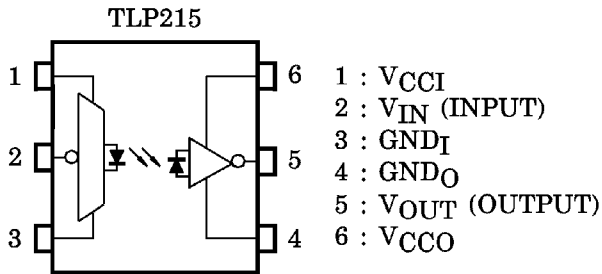 TLP215
1
2
3
6
5
4
1 : VCCI
2 : VIN (INPUT)
3 : GNDI
4 : GNDO
5 : VOUT (OUTPUT)
6 : VCCO